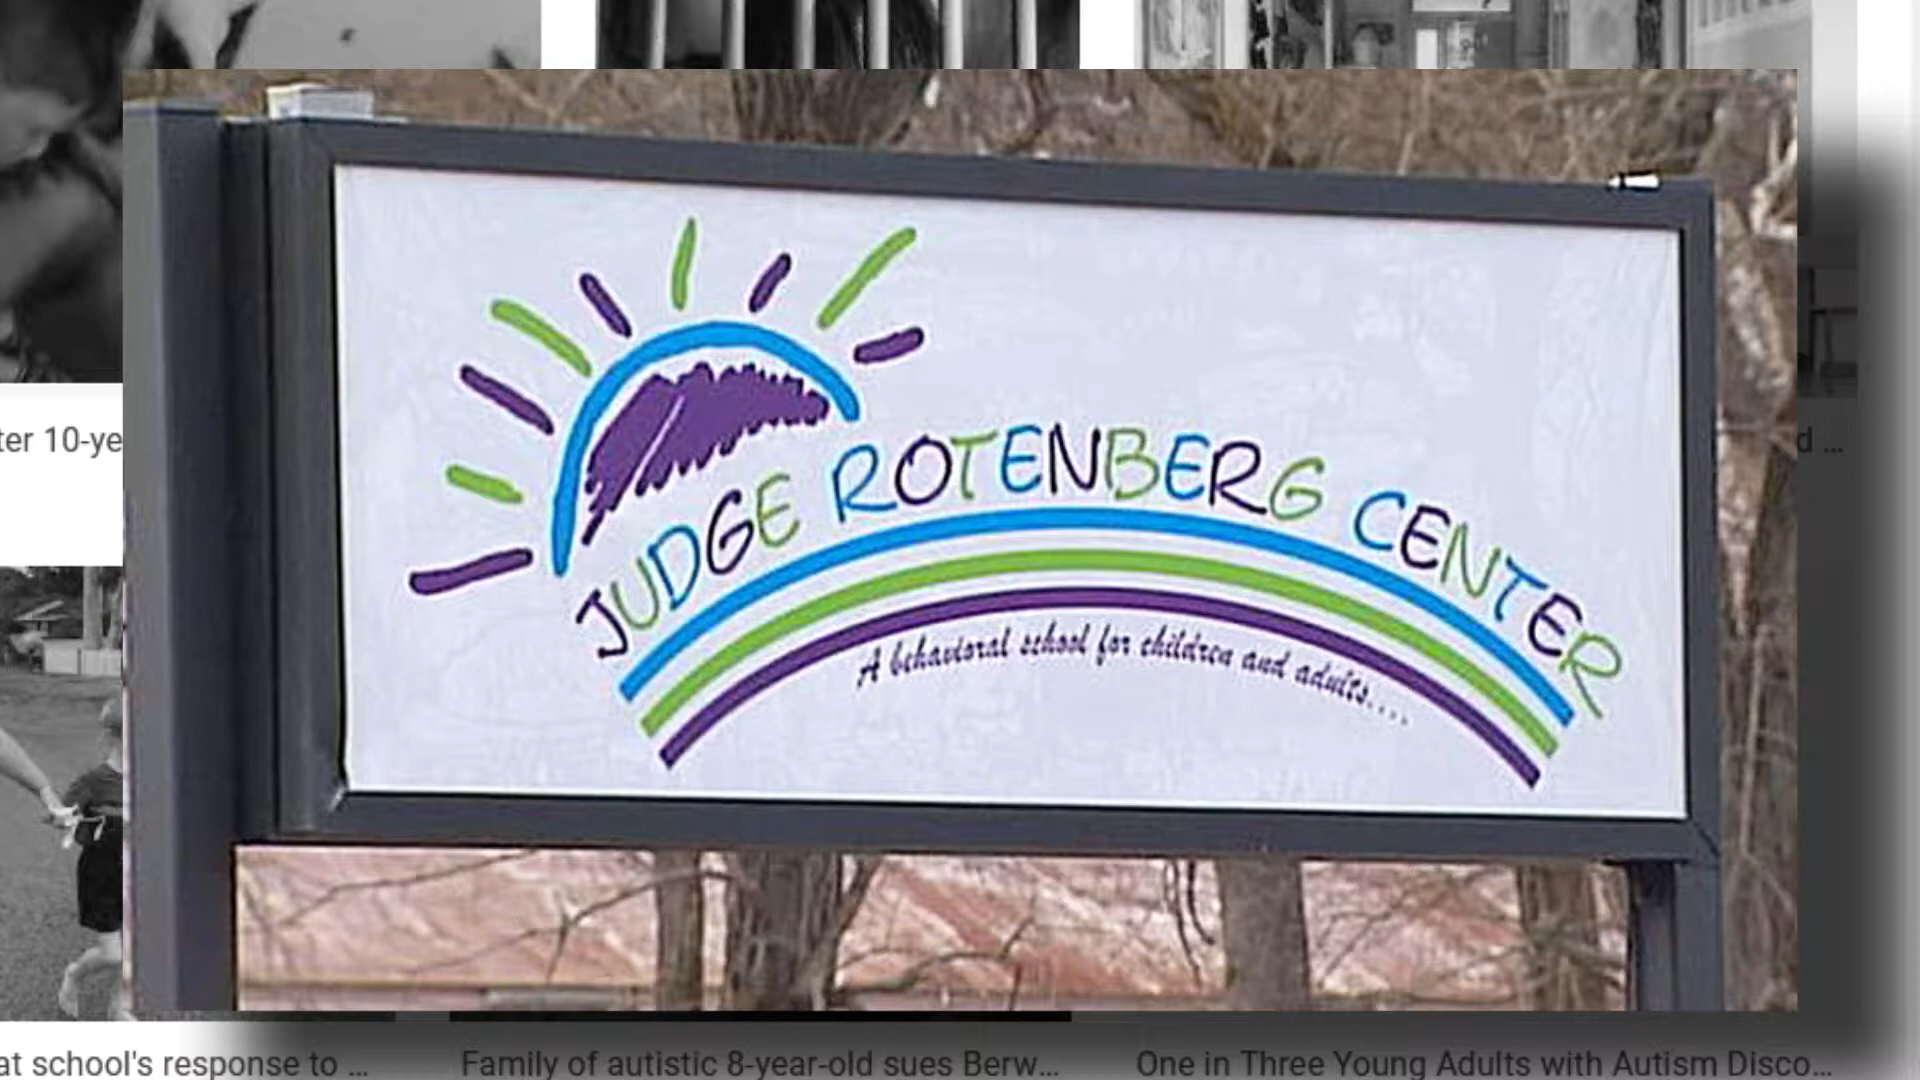 ter 10-ye
d ...
JUDGE ROTENBERG CENTER
A behavioral school for children and adults....
at school's response to ...
Family of autistic 8-year-old sues Berw...
One in Three Young Adults with Autism Disco...